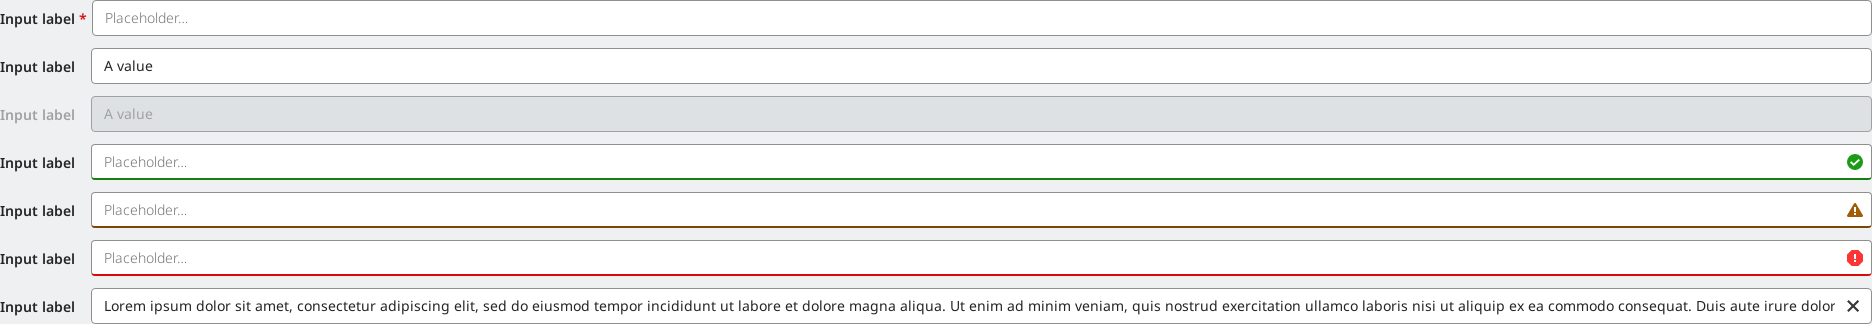 Input label * Placeholder...
Input label A value
Input label A value
Input label Placeholder...
Input label Placeholder...
Input label Placeholder...
Input label Lorem ipsum dolor sit amet, consectetur adipiscing elit, sed do eiusmod tempor incididunt ut labore et dolore magna aliqua. Ut enim ad minim veniam, quis nostrud exercitation ullamco laboris nisi ut aliquip ex ea commodo consequat. Duis aute irure dolor